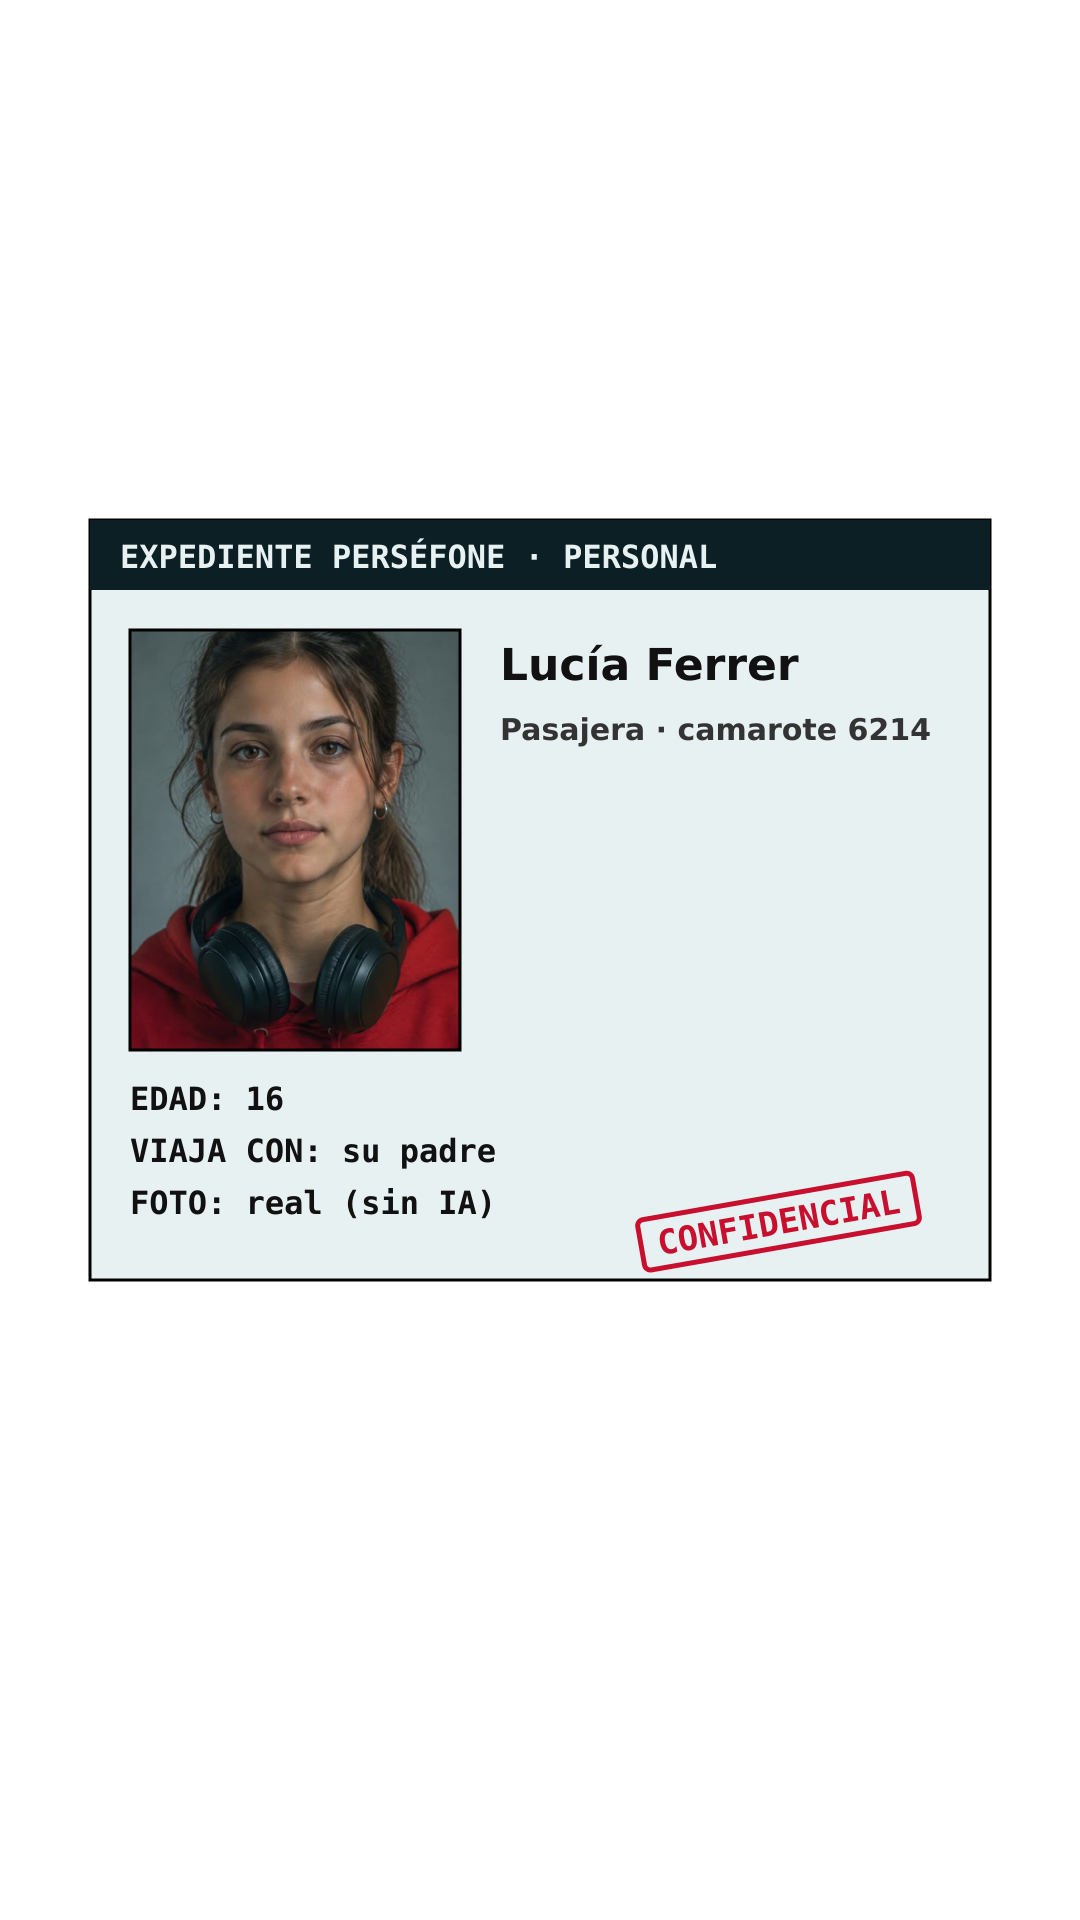 EXPEDIENTE PERSÉFONE · PERSONAL
Lucía Ferrer
Pasajera · camarote 6214
EDAD: 16
VIAJA CON: su padre
FOTO: real (sin IA)
CONFIDENCIAL